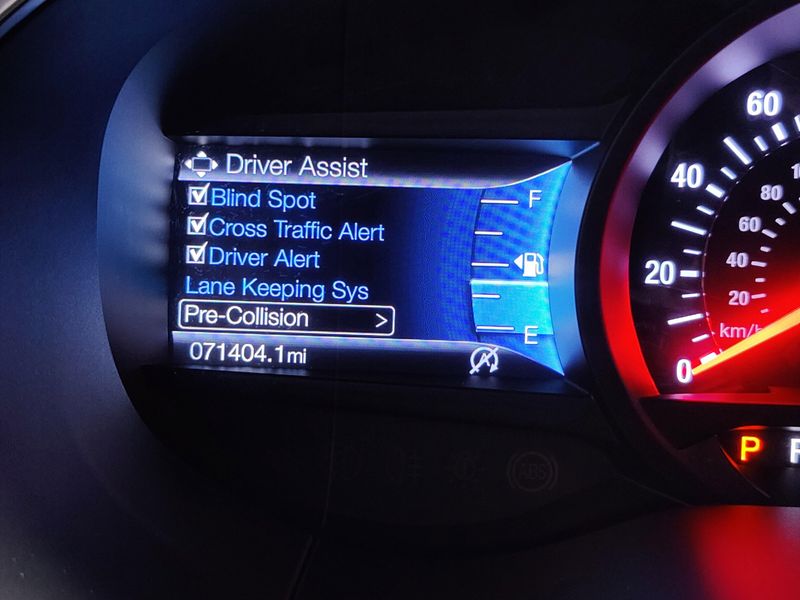 Driver Assist
Blind Spot
Cross Traffic Alert
Driver Alert
Lane Keeping Sys
Pre-Collision >
071404.1mi
F
E
A
60
40
20
0
80
60
40
20
km/h
P
ABS